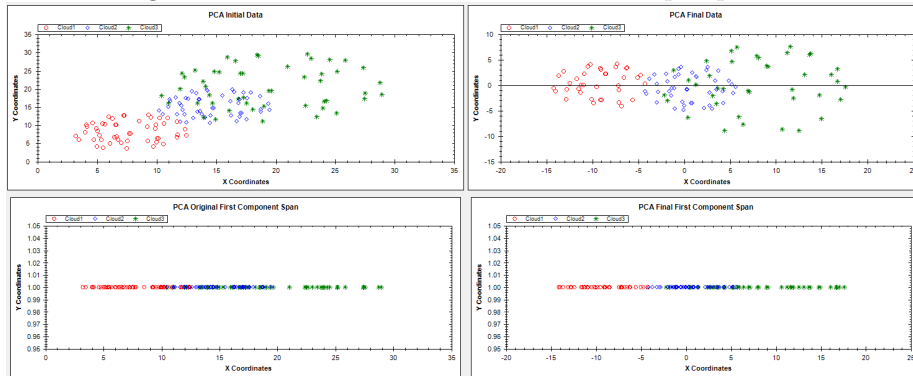 PCA Initial Data
Cloud1 Cloud2 Cloud3
Y Coordinates
36
30
25
20
15
10
6
0
0 5 10 15 20 25 30 35
X Coordinates
PCA Final Data
Cloud1 Cloud2 Cloud3
Y Coordinates
10
5
0
-5
-10
-15
-20 -15 -10 -5 0 5 10 15 20 25
X Coordinates
PCA Original First Component Span
Cloud1 Cloud2 Cloud3
Y Coordinates
1.05
1.04
1.03
1.02
1.01
1.00
0.99
0.98
0.97
0.96
0.95
0 5 10 15 20 25 30 35
X Coordinates
PCA Final First Component Span
Cloud1 Cloud2 Cloud3
Y Coordinates
1.05
1.04
1.03
1.02
1.01
1.00
0.99
0.98
0.97
0.96
0.95
-20 -15 -10 -5 0 5 10 15 20 25
X Coordinates